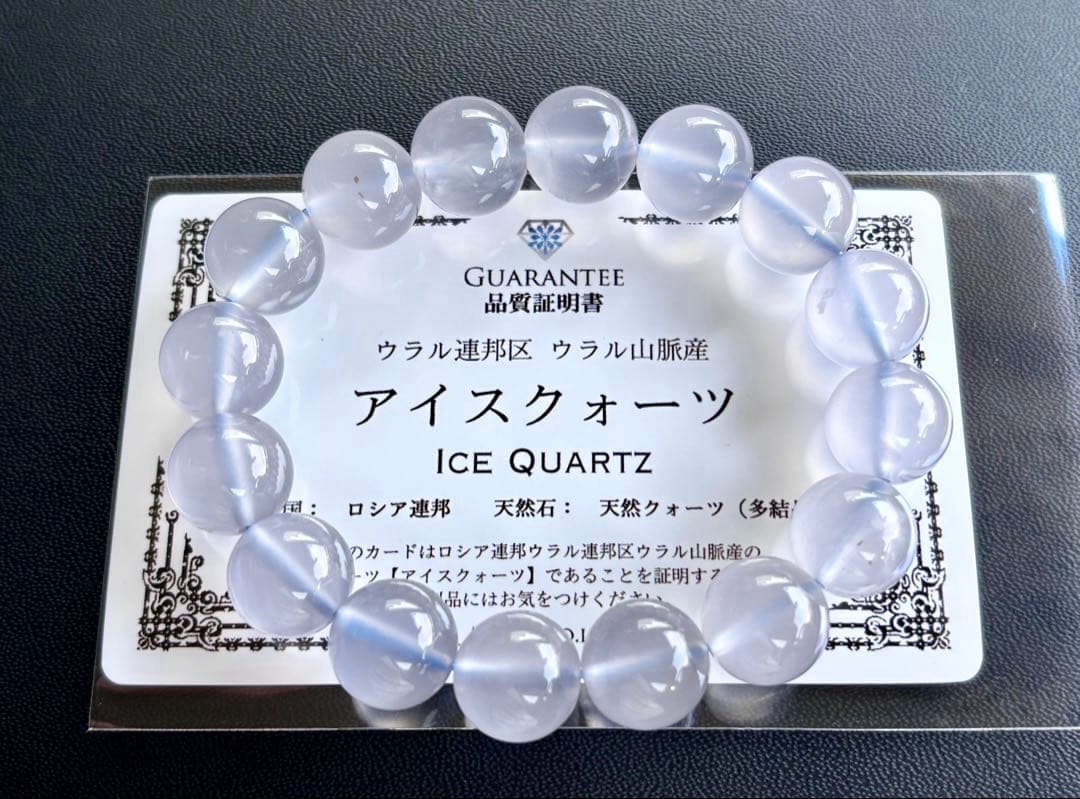 GUARANTEE
品質証明書
ウラル連邦区 ウラル山脈産
アイスクォーツ
ICE QUARTZ
国： ロシア連邦 天然石： 天然クォーツ（多結
のカードはロシア連邦ウラル連邦区ウラル山脈産の
ーツ【アイスクォーツ】であることを証明する
品にはお気をつけください